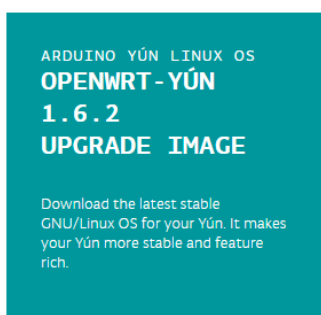 ARDUINO YÚN LINUX OS
OPENWRT-YÚN
1.6.2
UPGRADE IMAGE
Download the latest stable
GNU/Linux OS for your Yún. It makes
your Yún more stable and feature
rich.